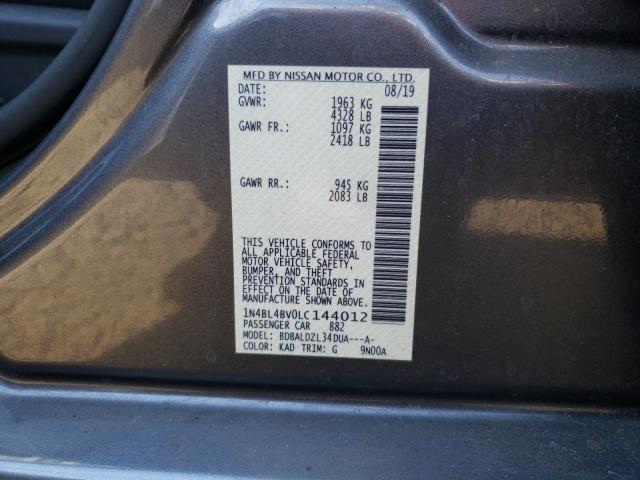 MFD BY NISSAN MOTOR CO., LTD.
DATE: 08/19
GVWR: 1963 KG
4328 LB
GAWR FR.: 1097 KG
2418 LB
GAWR RR.: 945 KG
2083 LB
THIS VEHICLE CONFORMS TO
ALL APPLICABLE FEDERAL
MOTOR VEHICLE SAFETY,
BUMPER, AND THEFT
PREVENTION STANDARDS IN
EFFECT ON THE DATE OF
MANUFACTURE SHOWN ABOVE.
1N4BL4BV0LC144012
PASSENGER CAR 882
MODEL: BDBALDZL34DUA---A-
COLOR: KAD TRIM: G 9N00A